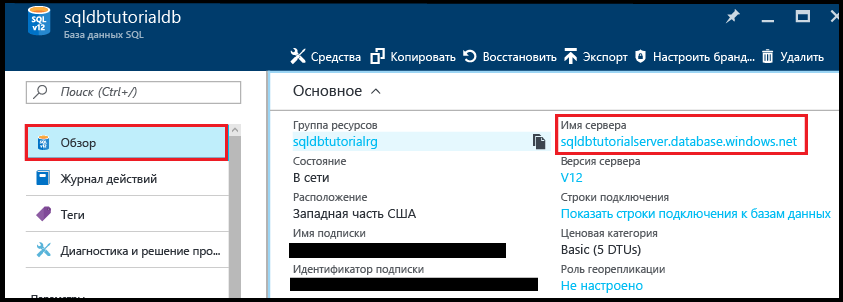 SQL
v12
sqldbtutorialdb
База данных SQL
Средства Копировать Восстановить Экспорт Настроить бранд... Удалить
Поиск (Ctrl+/)
Обзор
Журнал действий
Теги
Диагностика и решение про...
Основное
Группа ресурсов
sqldbtutorialrg
Состояние
В сети
Расположение
Западная часть США
Имя подписки
Идентификатор подписки
Имя сервера
sqldbtutorialserver.database.windows.net
Версия сервера
V12
Строки подключения
Показать строки подключения к базам данных
Ценовая категория
Basic (5 DTUs)
Роль георепликации
Не настроено